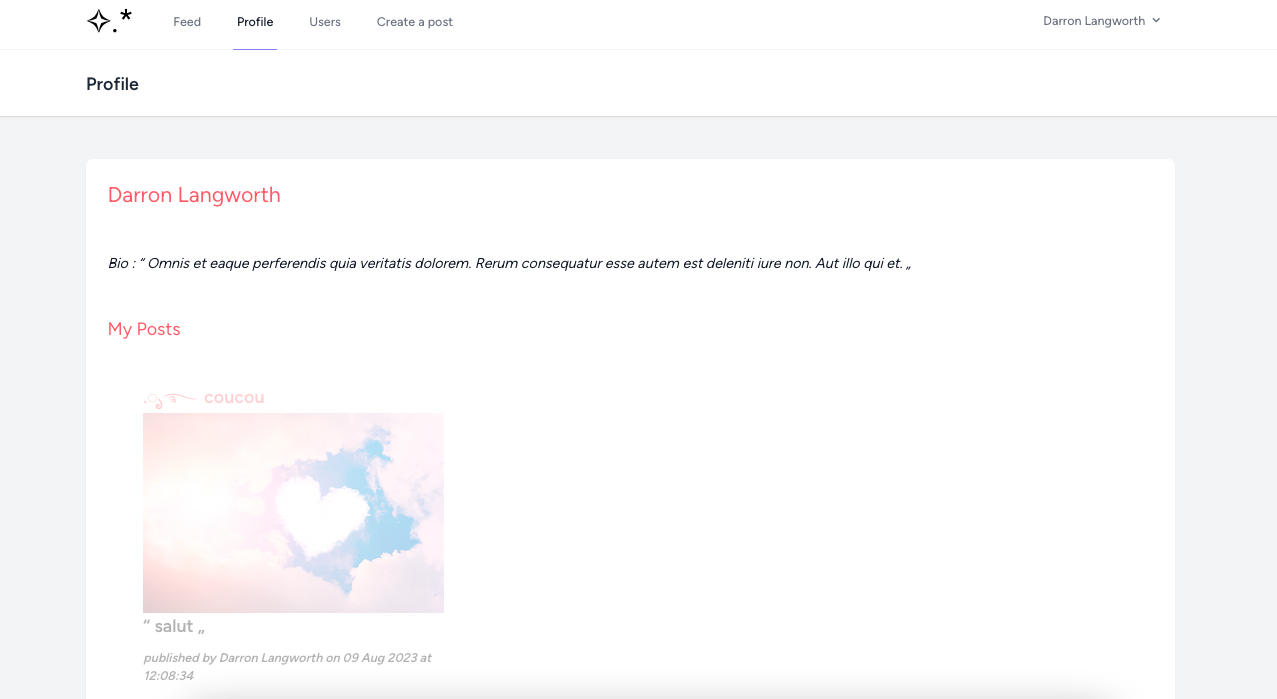 Feed Profile Users Create a post Darron Langworth
Profile
Darron Langworth
Bio : “ Omnis et eaque perferendis quia veritatis dolorem. Rerum consequatur esse autem est deleniti iure non. Aut illo qui et. „
My Posts
coucou
“ salut „
published by Darron Langworth on 09 Aug 2023 at
12:08:34